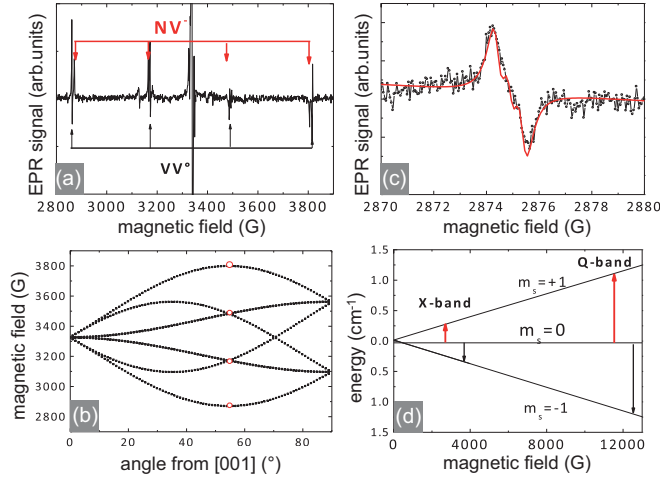 NV⁻
VV°
(a)
EPR signal (arb.units)
2800 3000 3200 3400 3600 3800
magnetic field (G)
(c)
EPR signal (arb.units)
2870 2872 2874 2876 2878 2880
magnetic field (G)
3800
3600
3400
3200
3000
2800
magnetic field (G)
(b)
0 20 40 60 80
angle from [001] (°)
1.5
1.0
0.5
0.0
0.5
1.0
1.5
energy (cm⁻¹)
Q-band
X-band
mₛ=+1
mₛ=0
mₛ=-1
(d)
0 4000 8000 12000
magnetic field (G)